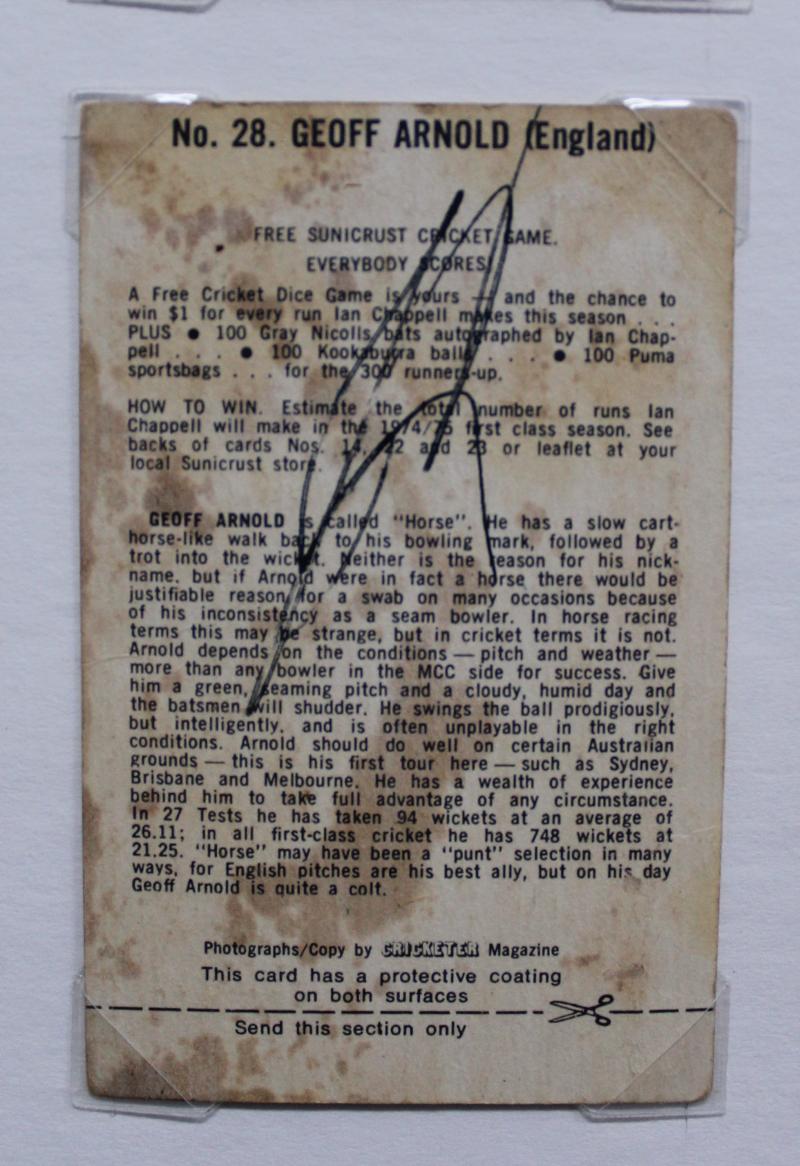 No. 28. GEOFF ARNOLD (England)
FREE SUNICRUST CRICKET GAME.
EVERYBODY SCORES
A Free Cricket Dice Game is yours — and the chance to
win $1 for every run Ian Chappell makes this season . . .
PLUS ● 100 Gray Nicolls bats autographed by Ian Chap-
pell . . . ● 100 Kookaburra balls . . . ● 100 Puma
sportsbags . . . for the 300 runners-up.
HOW TO WIN. Estimate the total number of runs Ian
Chappell will make in the 1974/75 first class season. See
backs of cards Nos. 14, 22 and 23 or leaflet at your
local Sunicrust store.
GEOFF ARNOLD is called "Horse". He has a slow cart-
horse-like walk back to his bowling mark, followed by a
trot into the wicket. Neither is the reason for his nick-
name, but if Arnold were in fact a horse there would be
justifiable reason for a swab on many occasions because
of his inconsistency as a seam bowler. In horse racing
terms this may be strange, but in cricket terms it is not.
Arnold depends on the conditions — pitch and weather —
more than any bowler in the MCC side for success. Give
him a green, seaming pitch and a cloudy, humid day and
the batsmen will shudder. He swings the ball prodigiously,
but intelligently, and is often unplayable in the right
conditions. Arnold should do well on certain Australian
grounds — this is his first tour here — such as Sydney,
Brisbane and Melbourne. He has a wealth of experience
behind him to take full advantage of any circumstance.
In 27 Tests he has taken 94 wickets at an average of
26.11; in all first-class cricket he has 748 wickets at
21.25. "Horse" may have been a "punt" selection in many
ways, for English pitches are his best ally, but on his day
Geoff Arnold is quite a colt.
Photographs/Copy by CRICKETER Magazine
This card has a protective coating
on both surfaces
Send this section only